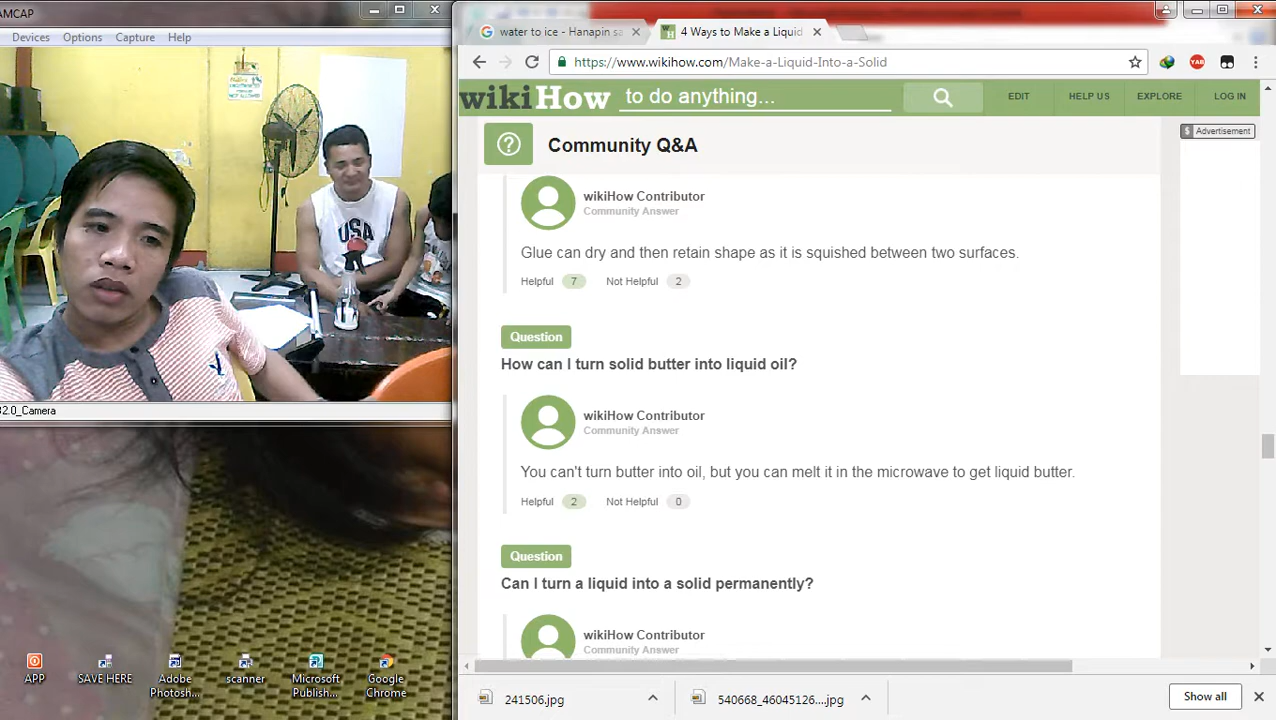 AMCAP
Devices Options Capture Help
USA
32.0_Camera
APP
SAVE HERE
Adobe
Photosh...
scanner
Microsoft
Publish...
Google
Chrome
water to ice - Hanapin sa
4 Ways to Make a Liquid
https://www.wikihow.com/Make-a-Liquid-Into-a-Solid
wikiHow to do anything... EDIT HELP US EXPLORE LOG IN
Community Q&A
Advertisement
wikiHow Contributor
Community Answer
Glue can dry and then retain shape as it is squished between two surfaces.
Helpful 7 Not Helpful 2
Question
How can I turn solid butter into liquid oil?
wikiHow Contributor
Community Answer
You can't turn butter into oil, but you can melt it in the microwave to get liquid butter.
Helpful 2 Not Helpful 0
Question
Can I turn a liquid into a solid permanently?
wikiHow Contributor
Community Answer
241506.jpg
540668_46045126....jpg
Show all